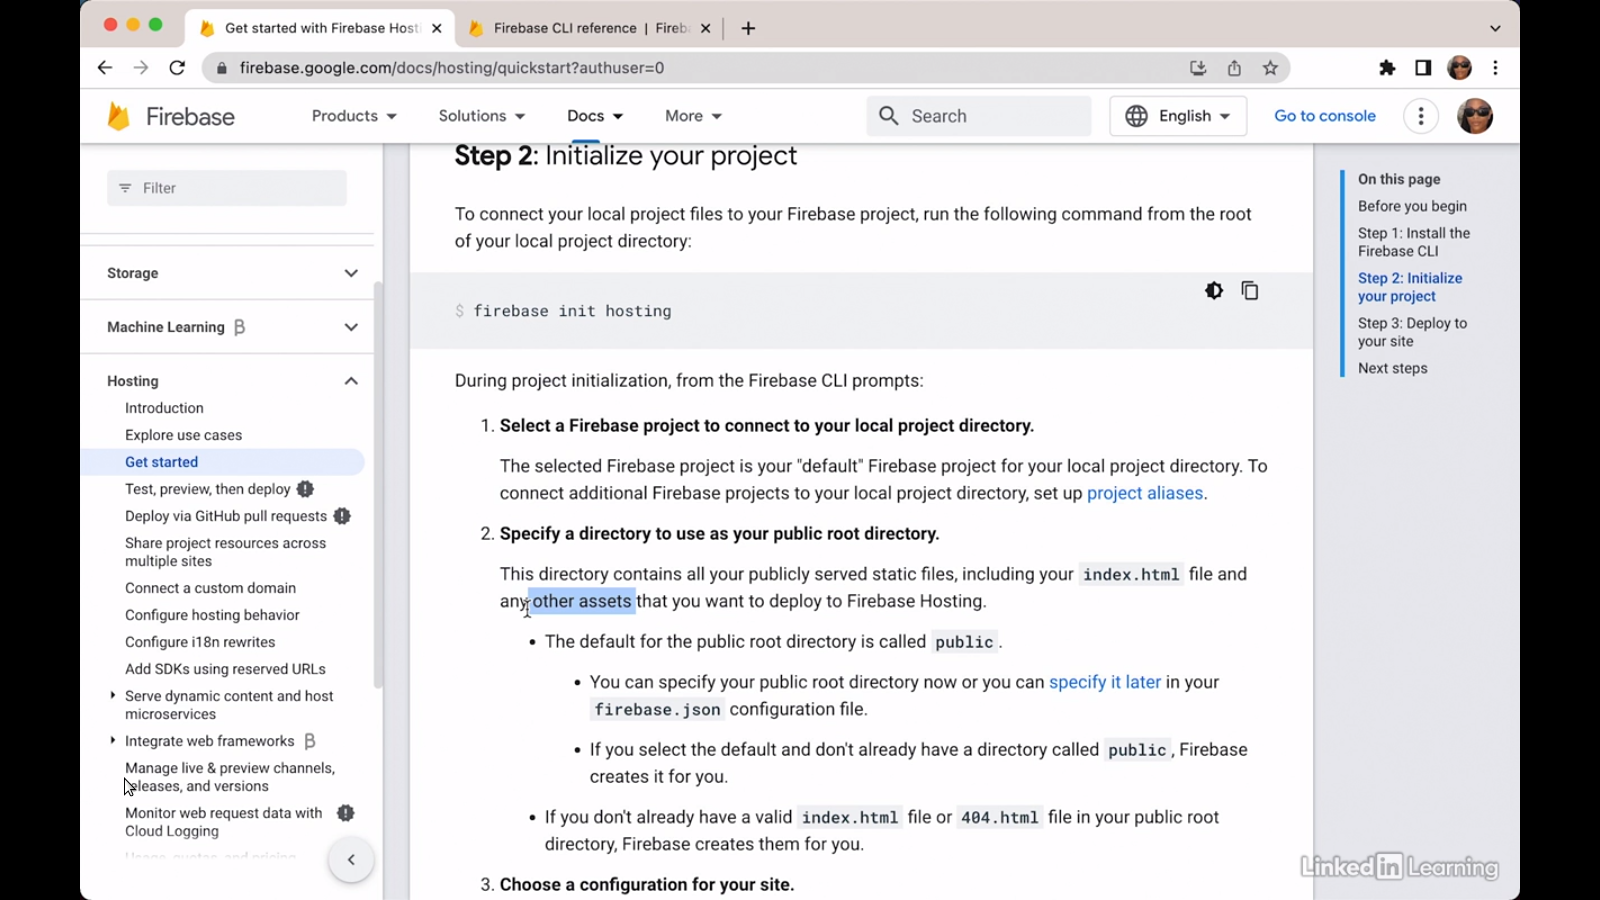 Get started with Firebase Hosti
Firebase CLI reference | Fireba
firebase.google.com/docs/hosting/quickstart?authuser=0
Firebase
Products
Solutions
Docs
More
Search
English
Go to console
Filter
Storage
Machine Learning β
Hosting
Introduction
Explore use cases
Get started
Test, preview, then deploy
Deploy via GitHub pull requests
Share project resources across
multiple sites
Connect a custom domain
Configure hosting behavior
Configure i18n rewrites
Add SDKs using reserved URLs
Serve dynamic content and host
microservices
Integrate web frameworks β
Manage live & preview channels,
releases, and versions
Monitor web request data with
Cloud Logging
Usage, quotas, and pricing
Step 2: Initialize your project
To connect your local project files to your Firebase project, run the following command from the root
of your local project directory:
$ firebase init hosting
During project initialization, from the Firebase CLI prompts:
1. Select a Firebase project to connect to your local project directory.
The selected Firebase project is your "default" Firebase project for your local project directory. To
connect additional Firebase projects to your local project directory, set up project aliases.
2. Specify a directory to use as your public root directory.
This directory contains all your publicly served static files, including your index.html file and
any other assets that you want to deploy to Firebase Hosting.
• The default for the public root directory is called public.
• You can specify your public root directory now or you can specify it later in your
firebase.json configuration file.
• If you select the default and don't already have a directory called public, Firebase
creates it for you.
• If you don't already have a valid index.html file or 404.html file in your public root
directory, Firebase creates them for you.
3. Choose a configuration for your site.
On this page
Before you begin
Step 1: Install the
Firebase CLI
Step 2: Initialize
your project
Step 3: Deploy to
your site
Next steps
Linked in Learning